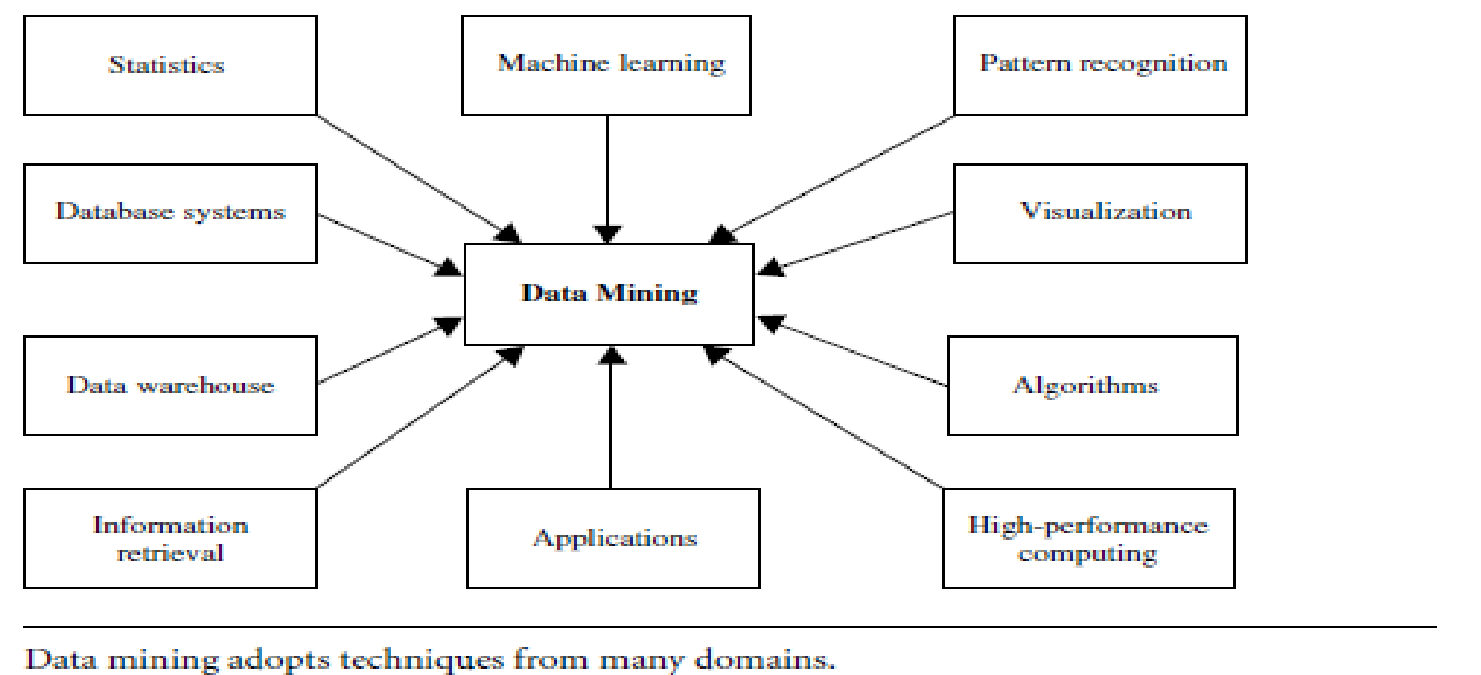 Statistics
Machine learning
Pattern recognition
Database systems
Visualization
Data Mining
Data warehouse
Algorithms
Information
retrieval
Applications
High-performance
computing
Data mining adopts techniques from many domains.